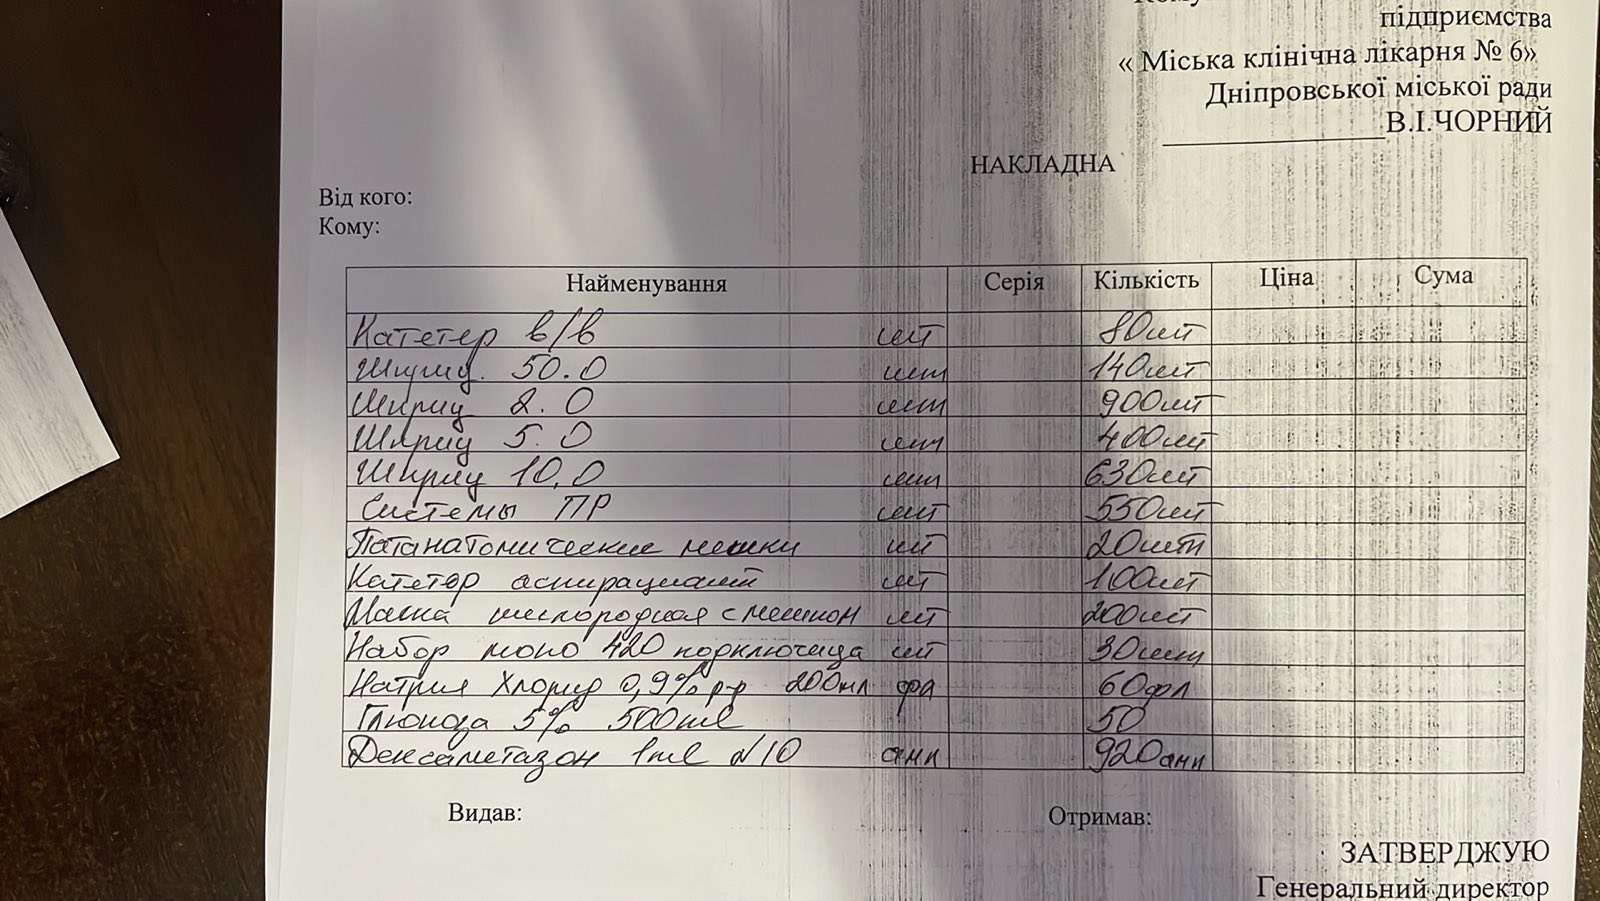 підприємства
« Міська клінічна лікарня № 6»
Дніпровської міської ради
В.І.ЧОРНИЙ
НАКЛАДНА
Від кого:
Кому:
Найменування Серія Кількість Ціна Сума
Катетер в/в шт 80шт
Шприц 50.0 шт 140шт
Шприц 2.0 шт 900шт
Шприц 5.0 шт 400шт
Шприц 10,0 шт 630шт
Системы ПР шт 550шт
Патанатомические мешки шт 20шт
Катетер аспирационный шт 100шт
Маска кислородная с мешком шт 200шт
Набор моно 420 подключица шт 30шт
Натрия Хлорид 0,9% р-р 200мл фл 60фл
Глюкоза 5% 500ml 50
Дексаметазон 1ml №10 амп 920амп
Видав: Отримав:
ЗАТВЕРДЖУЮ
Генеральний директор